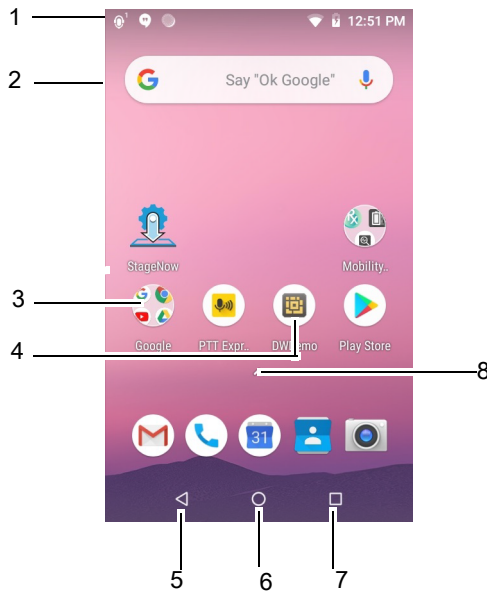 1
12:51 PM
2
Say "Ok Google"
StageNow
Mobility..
3
Google
PTT Expr..
DWDemo
Play Store
4
8
31
5
6
7